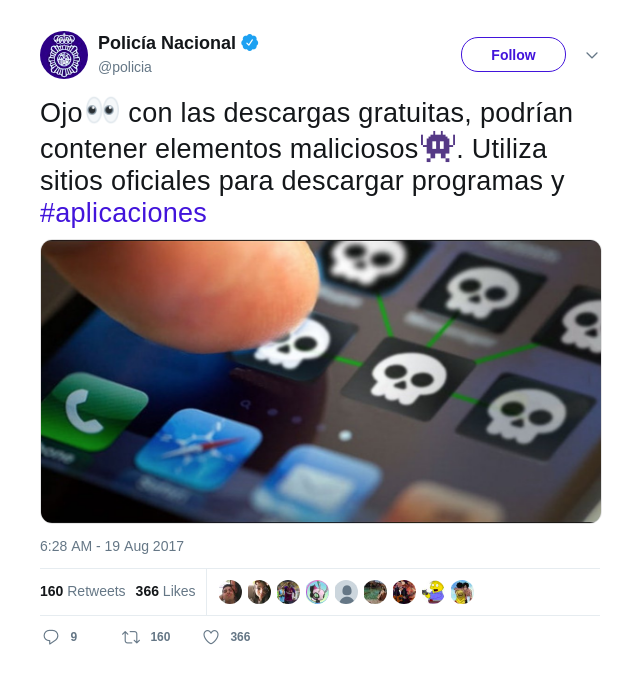 Policía Nacional
@policia
Follow
Ojo👀 con las descargas gratuitas, podrían
contener elementos maliciosos👾. Utiliza
sitios oficiales para descargar programas y
#aplicaciones
6:28 AM - 19 Aug 2017
160 Retweets 366 Likes
9 160 366